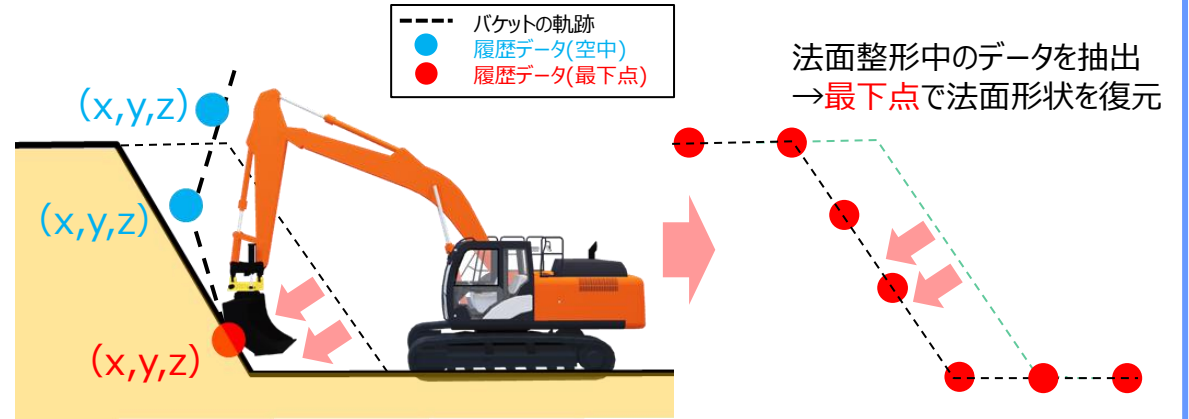 バケットの軌跡
履歴データ(空中)
履歴データ(最下点)
法面整形中のデータを抽出
→最下点で法面形状を復元
(x,y,z)
(x,y,z)
(x,y,z)